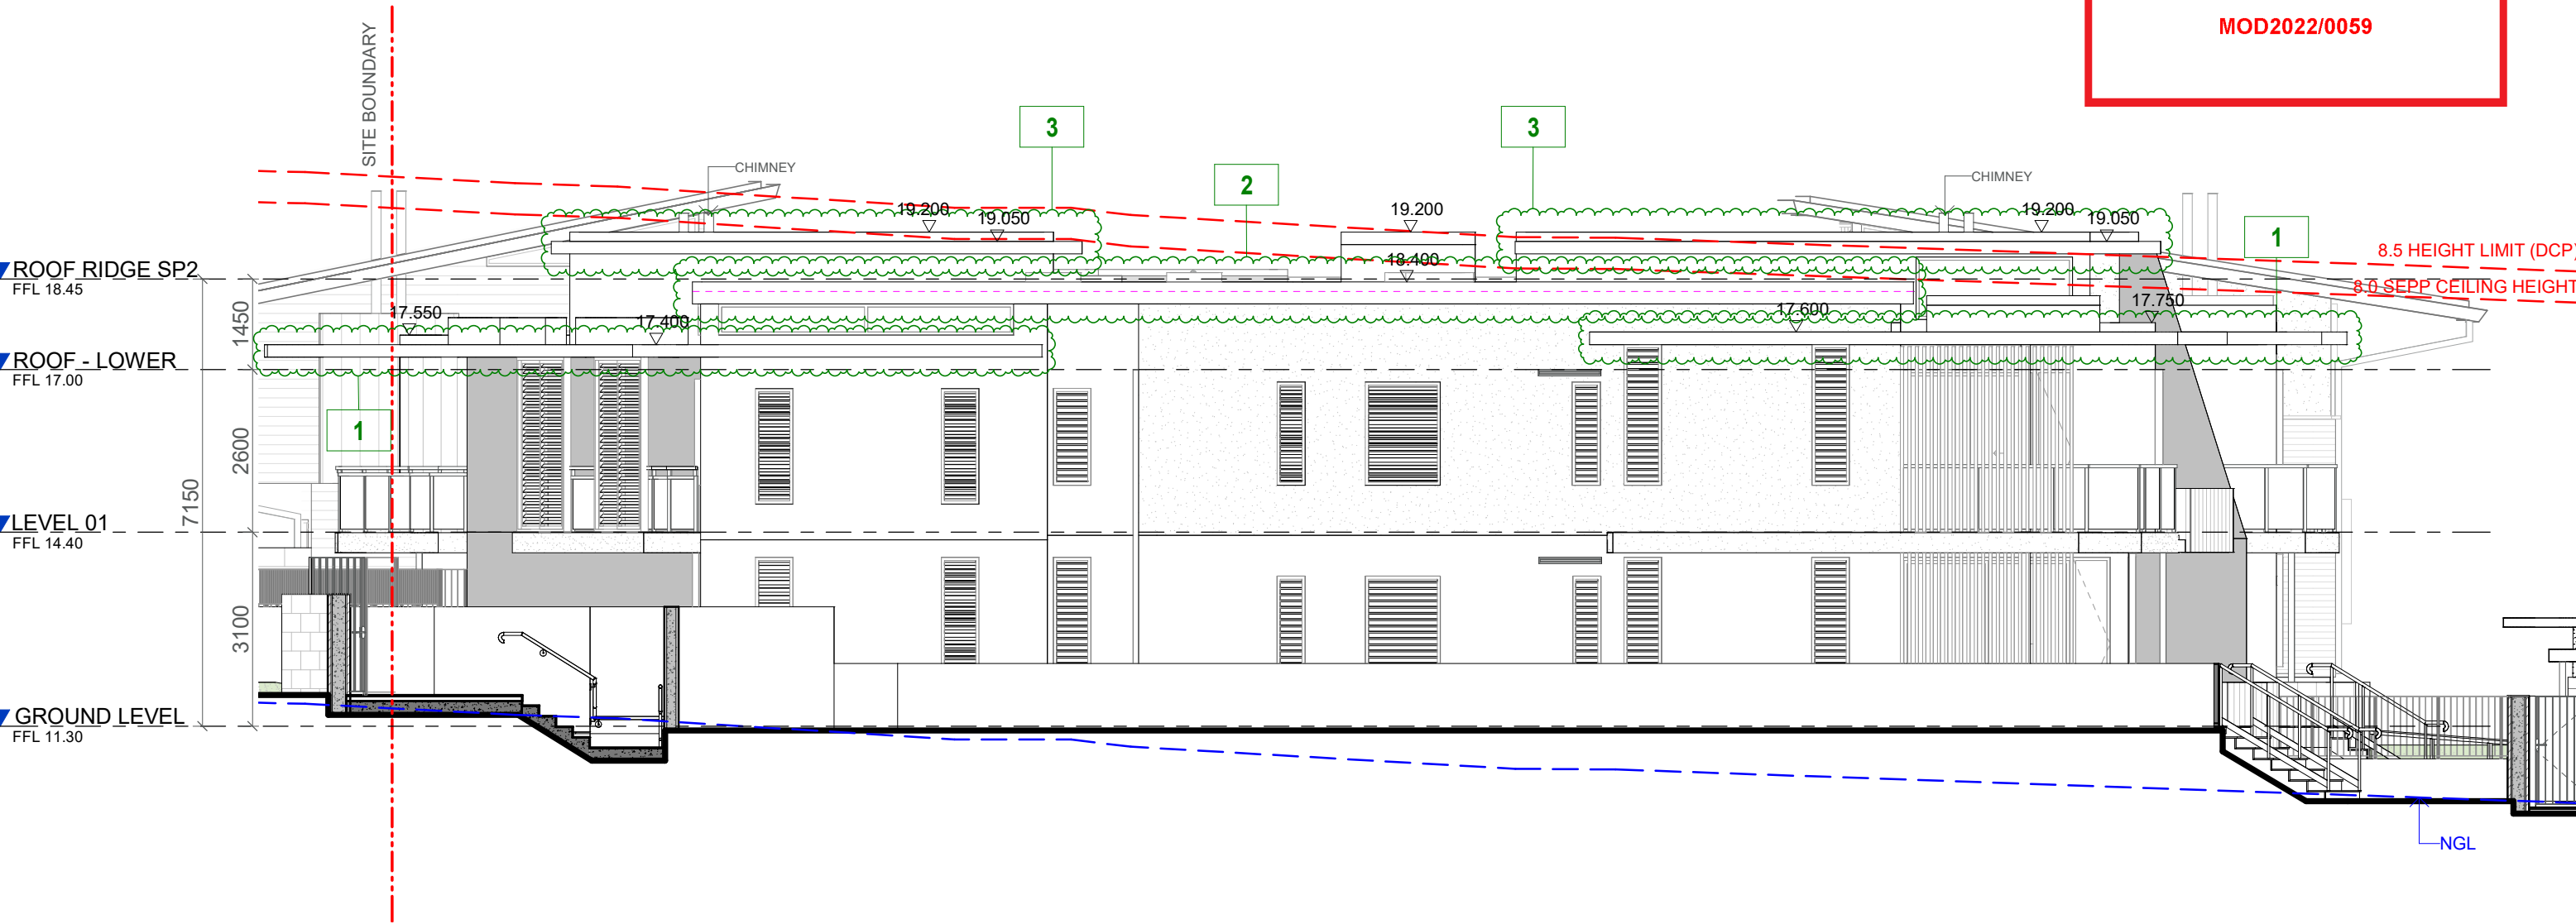 MOD2022/0059
SITE BOUNDARY
3
3
CHIMNEY
CHIMNEY
2
19.200
19.050
19.200
19.200
19.050
1
8.5 HEIGHT LIMIT (DCP)
ROOF RIDGE SP2
FFL 18.45
18.400
8.0 SEPP CEILING HEIGHT
17.550
17.400
17.600
17.750
1450
ROOF - LOWER
FFL 17.00
1
2600
7150
LEVEL 01
FFL 14.40
3100
GROUND LEVEL
FFL 11.30
NGL